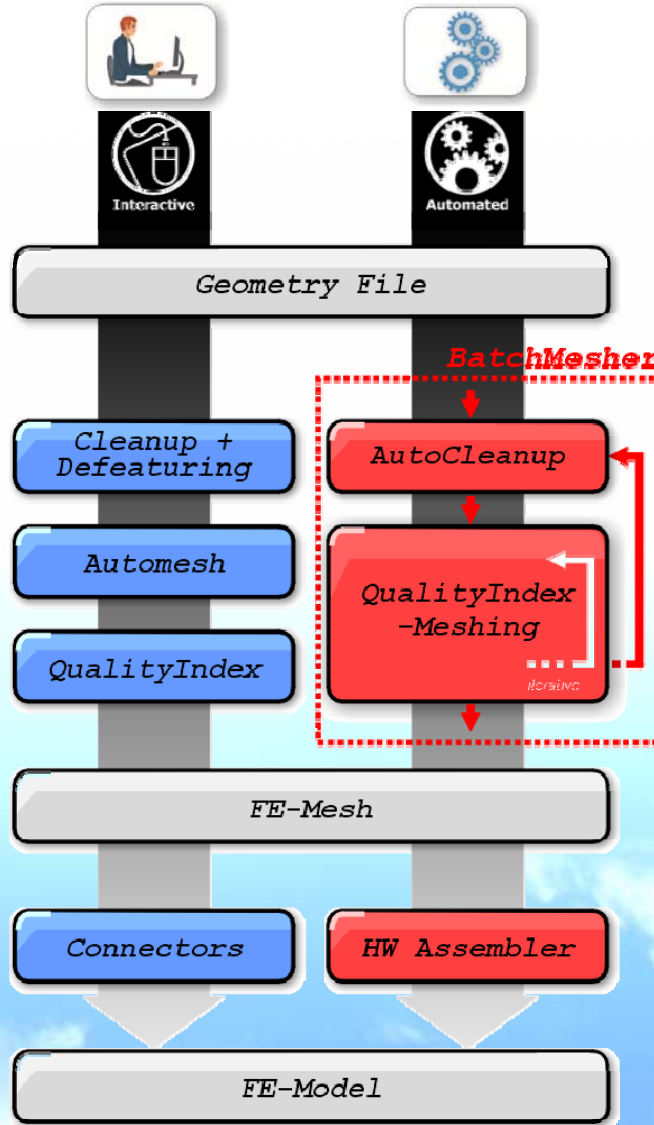 Interactive
Automated
Geometry File
BatchMesher
Cleanup +
Defeaturing
AutoCleanup
Automesh
QualityIndex
-Meshing
QualityIndex
iterative
FE-Mesh
Connectors
HW Assembler
FE-Model